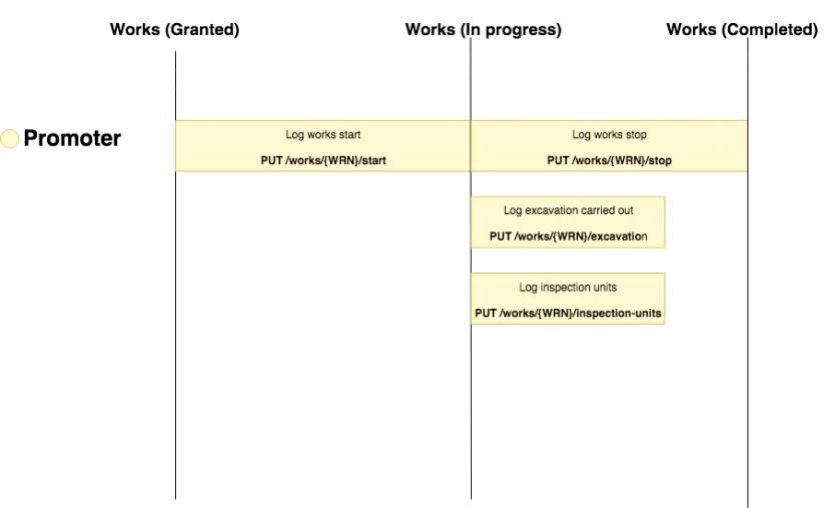 Works (Granted)
Works (In progress)
Works (Completed)
Promoter
Log works start
PUT /works/{WRN}/start
Log works stop
PUT /works/{WRN}/stop
Log excavation carried out
PUT /works/{WRN}/excavation
Log inspection units
PUT /works/{WRN}/inspection-units